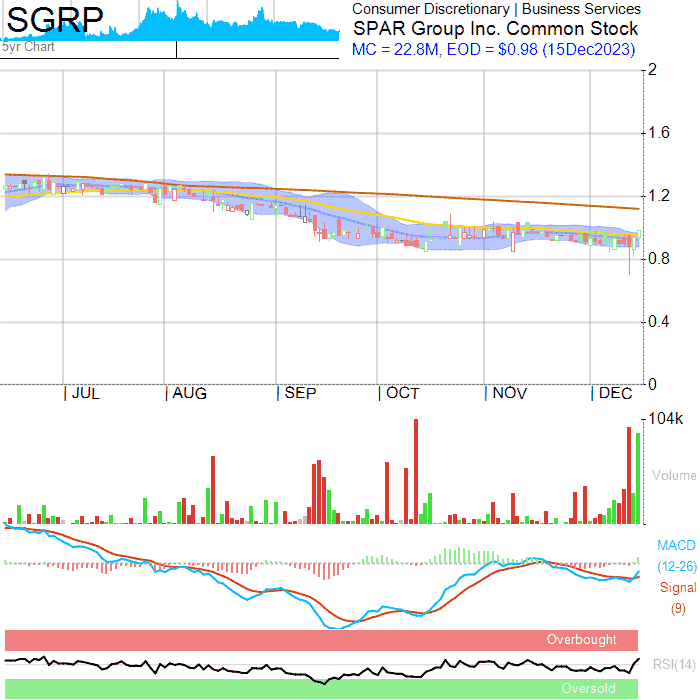 SGRP
5yr Chart
Consumer Discretionary | Business Services
SPAR Group Inc. Common Stock
MC = 22.8M, EOD = $0.98 (15Dec2023)
2
1.6
1.2
0.8
0.4
0
JUL
AUG
SEP
OCT
NOV
DEC
104k
Volume
MACD
(12-26)
Signal
(9)
Overbought
RSI(14)
Oversold